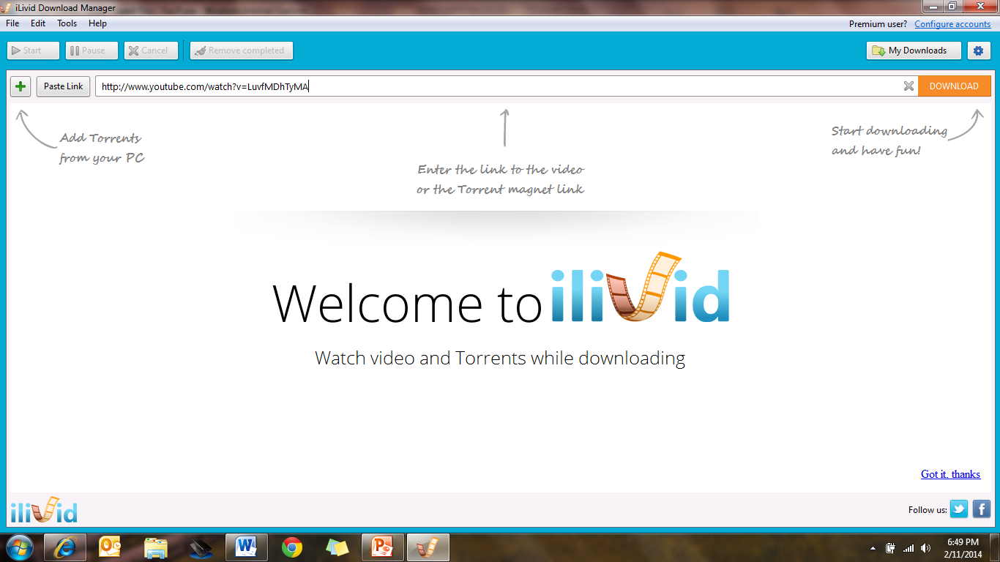 iLivid Download Manager
File Edit Tools Help
Premium user? Configure accounts
Start Pause Cancel Remove completed
My Downloads
Paste Link
http://www.youtube.com/watch?v=LuvfMDhTyMA
DOWNLOAD
Add Torrents
from your PC
Enter the link to the video
or the Torrent magnet link
Start downloading
and have fun!
Welcome to ilivid
Watch video and Torrents while downloading
Got it, thanks
ilivid
Follow us:
6:49 PM
2/11/2014